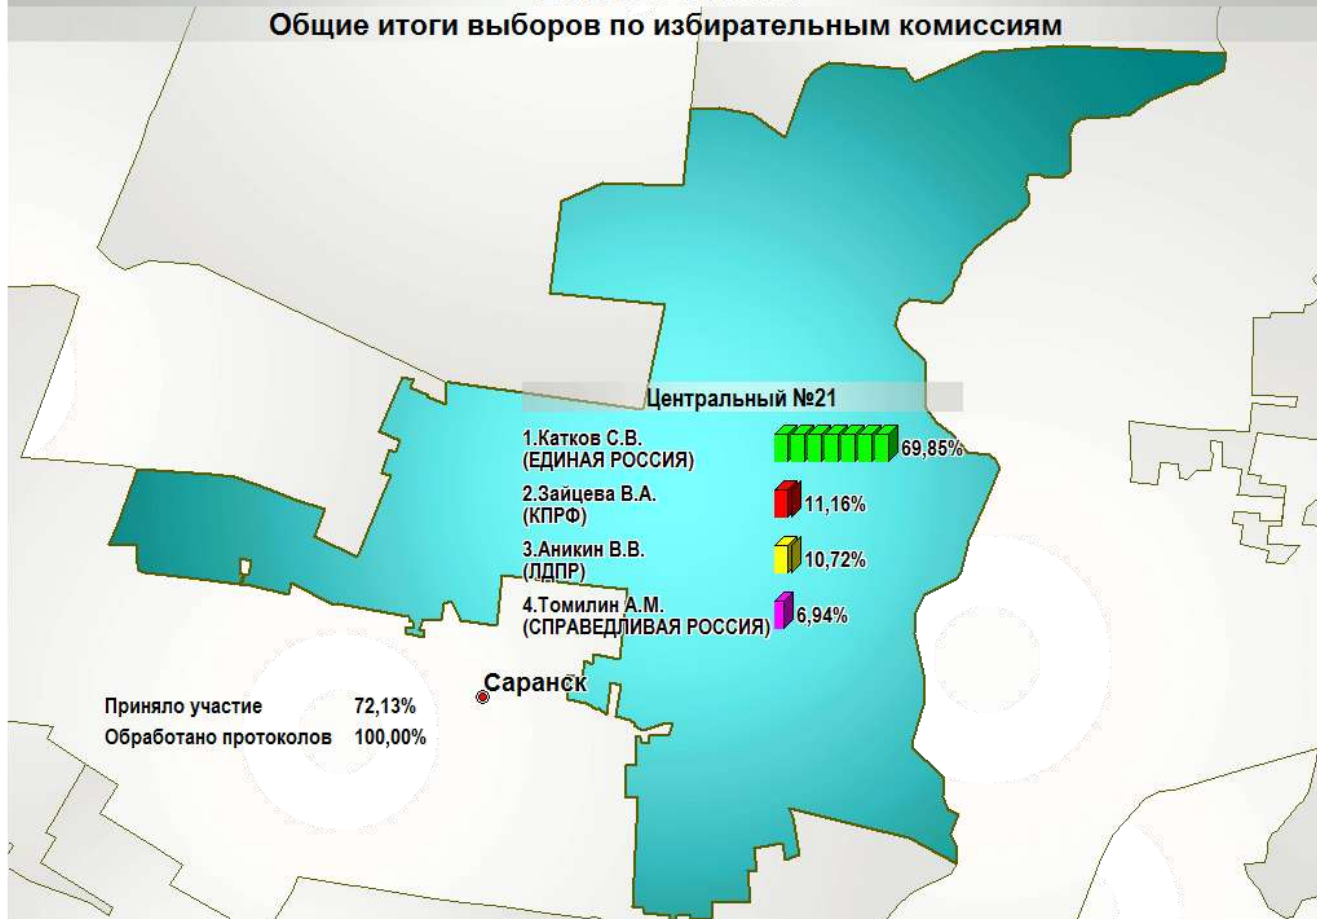 Общие итоги выборов по избирательным комиссиям
Центральный №21
1.Катков С.В.
(ЕДИНАЯ РОССИЯ)
69,85%
2.Зайцева В.А.
(КПРФ)
11,16%
3.Аникин В.В.
(ЛДПР)
10,72%
4.Томилин А.М.
(СПРАВЕДЛИВАЯ РОССИЯ)
6,94%
Саранск
Приняло участие 72,13%
Обработано протоколов 100,00%